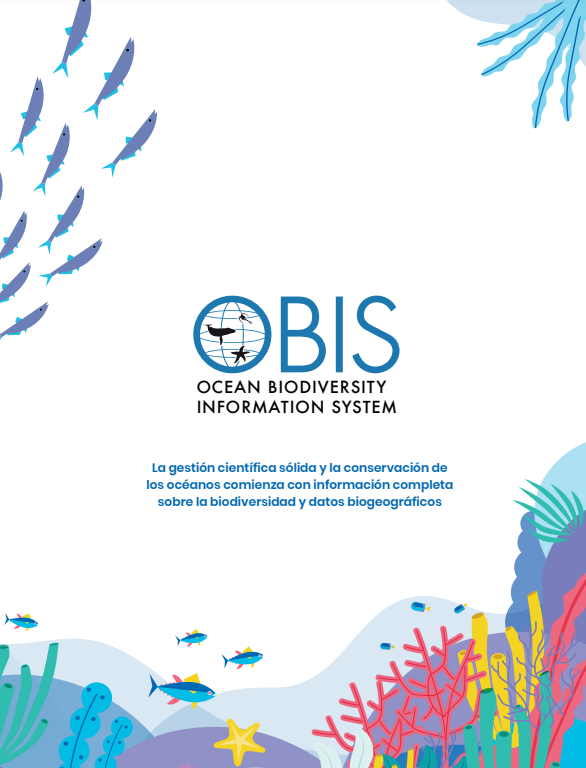 OBIS
OCEAN BIODIVERSITY
INFORMATION SYSTEM
La gestión científica sólida y la conservación de
los océanos comienza con información completa
sobre la biodiversidad y datos biogeográficos